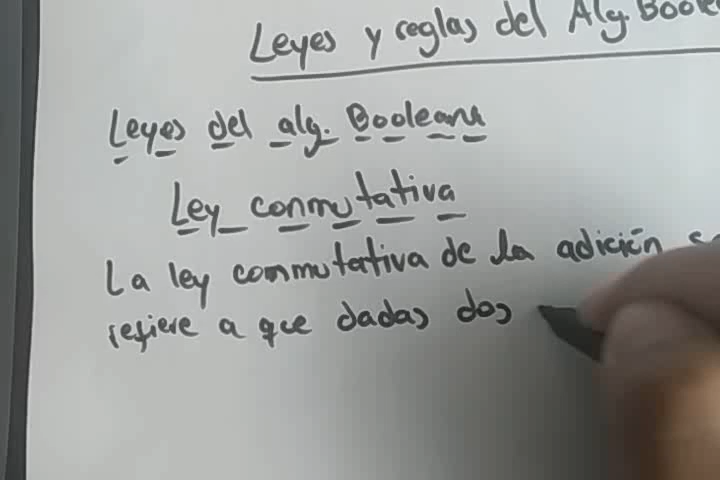 Leyes y reglas del Alg. Boole
Leyes del alg. Booleana
Ley conmutativa
La ley conmutativa de la adición se
refiere a que dadas dos